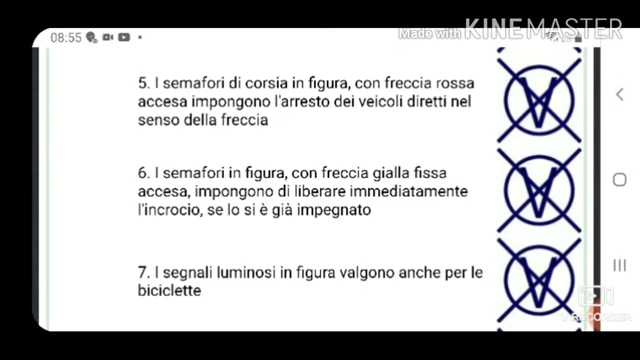 08:55
Made with KINEMASTER
5. I semafori di corsia in figura, con freccia rossa
accesa impongono l'arresto dei veicoli diretti nel
senso della freccia
V
6. I semafori in figura, con freccia gialla fissa
accesa, impongono di liberare immediatamente
l'incrocio, se lo si è già impegnato
V
7. I segnali luminosi in figura valgono anche per le
biciclette
V
RECORDER